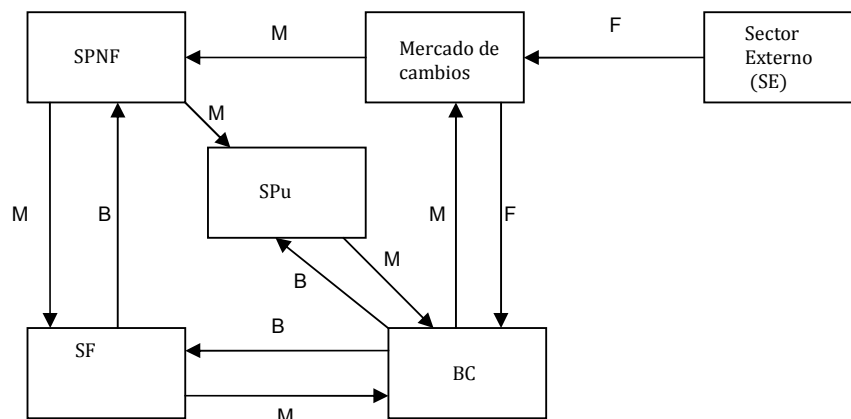 F
Sector
Externo
(SE)
Mercado de
cambios
M
SPNF
M
SPu
M
B
M
F
B
M
B
SF
BC
M